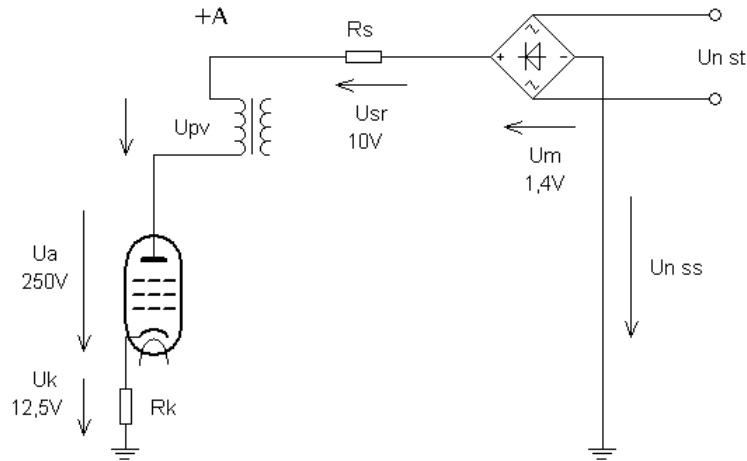 +A
Rs
Un st
Usr
10V
Upv
Um
1,4V
+
~
~
-
Ua
250V
Un ss
Uk
12,5V
Rk